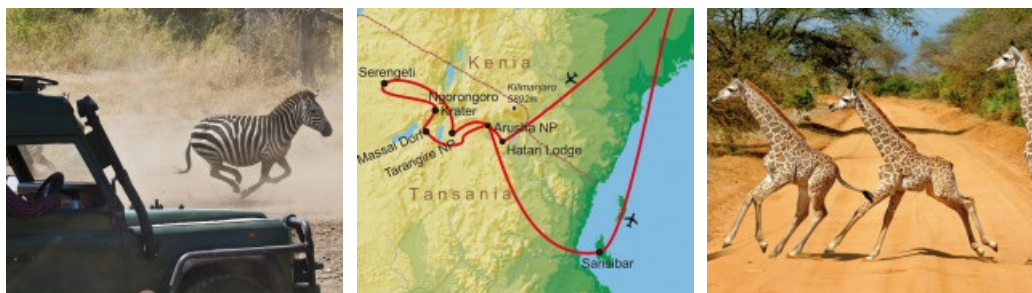 Kenia
Serengeti
Kilimanjaro
5892m
Ngorongoro
Krater
Arusha NP
Massai Dorf
Hatari Lodge
Tarangire NP
Tansania
Sansibar